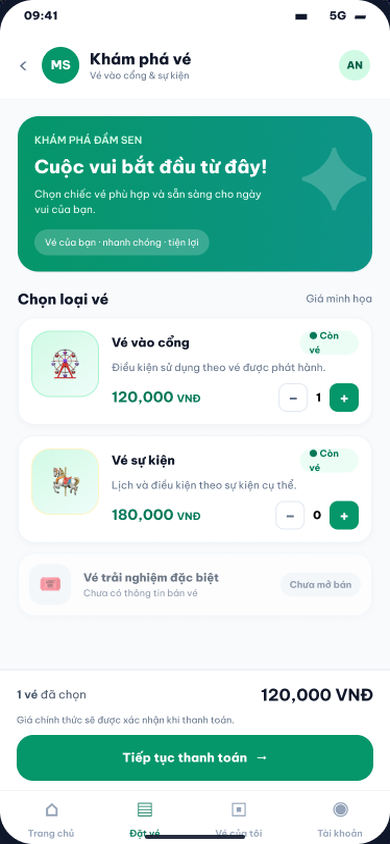 09:41 5G
MS Khám phá vé AN
Vé vào cổng & sự kiện
KHÁM PHÁ ĐẦM SEN
Cuộc vui bắt đầu từ đây!
Chọn chiếc vé phù hợp và sẵn sàng cho ngày
vui của bạn.
Vé của bạn · nhanh chóng · tiện lợi
Chọn loại vé Giá minh họa
Vé vào cổng
Còn
vé
Điều kiện sử dụng theo vé được phát hành.
120,000 VNĐ − 1 +
Vé sự kiện
Còn
vé
Lịch và điều kiện theo sự kiện cụ thể.
180,000 VNĐ − 0 +
Vé trải nghiệm đặc biệt
Chưa có thông tin bán vé
Chưa mở bán
1 vé đã chọn 120,000 VNĐ
Giá chính thức sẽ được xác nhận khi thanh toán.
Tiếp tục thanh toán →
Trang chủ Đặt vé Vé của tôi Tài khoản